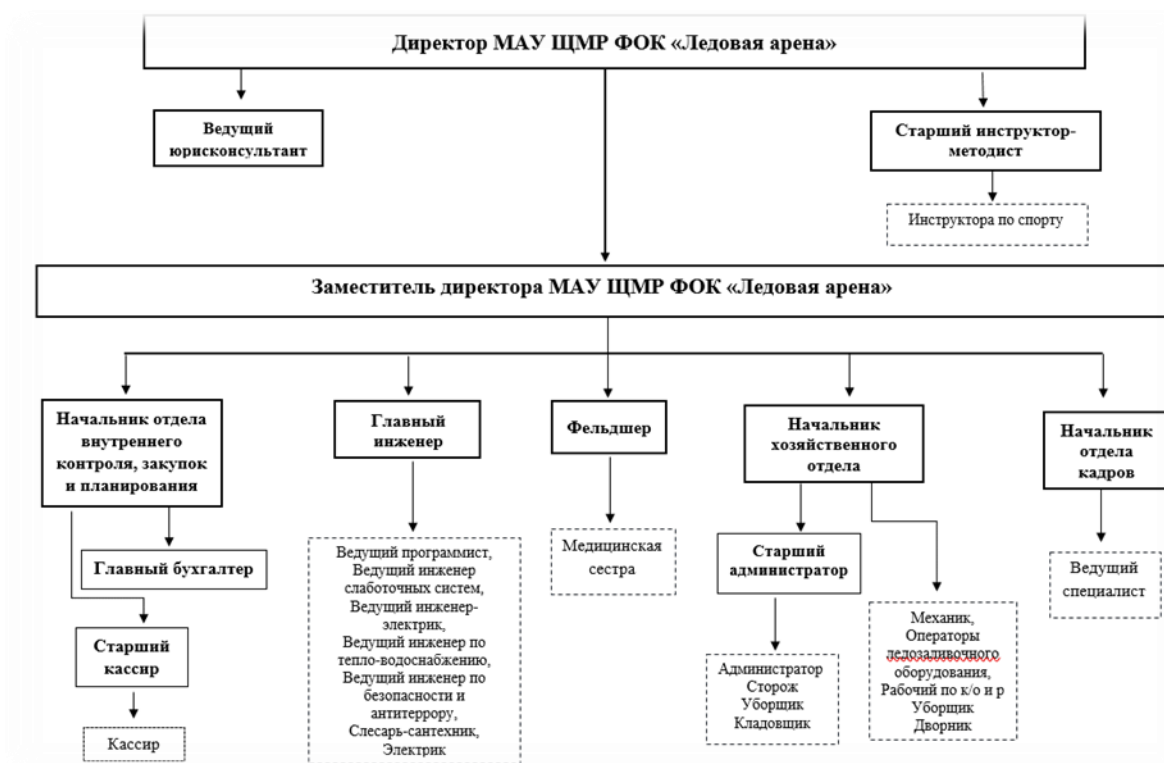 Директор МАУ ЩМР ФОК «Ледовая арена»
Ведущий
юрисконсультант
Старший инструктор-
методист
Инструктора по спорту
Заместитель директора МАУ ЩМР ФОК «Ледовая арена»
Начальник отдела
внутреннего
контроля, закупок
и планирования
Главный
инженер
Фельдшер
Начальник
хозяйственного
отдела
Начальник
отдела
кадров
Главный бухгалтер
Старший
кассир
Кассир
Ведущий программист,
Ведущий инженер
слаботочных систем,
Ведущий инженер-
электрик,
Ведущий инженер по
тепло-водоснабжению,
Ведущий инженер по
безопасности и
антитеррору,
Слесарь-сантехник,
Электрик
Медицинская
сестра
Старший
администратор
Администратор
Сторож
Уборщик
Кладовщик
Механик,
Операторы
ледозаливочного
оборудования,
Рабочий по к/о и р
Уборщик
Дворник
Ведущий
специалист